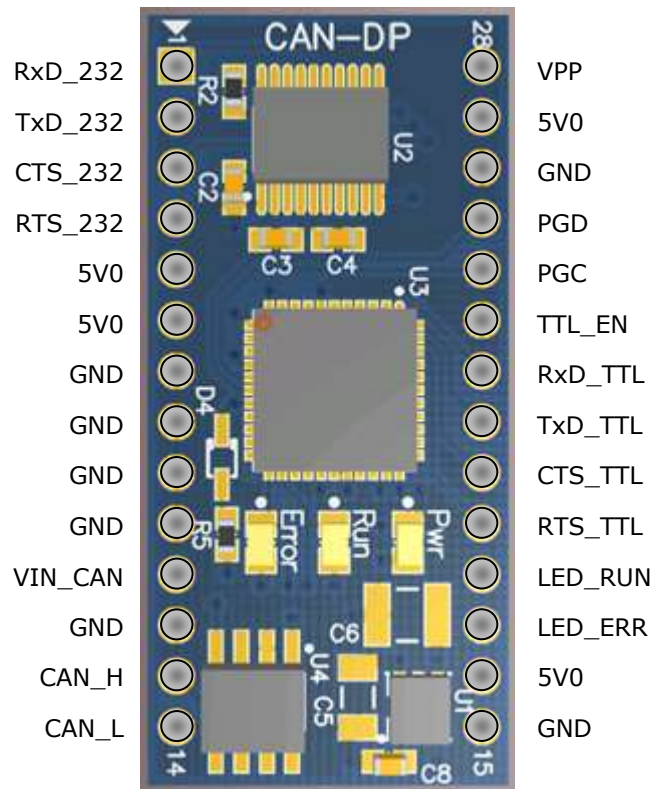 CAN-DP
1 28
RxD_232
TxD_232
CTS_232
RTS_232
5V0
5V0
GND
GND
GND
GND
VIN_CAN
GND
CAN_H
CAN_L
R2
U2
C2
C3 C4
U3
D4
R5
Error
Run
Pwr
C6
U4
C5
U1
C8
14 15
VPP
5V0
GND
PGD
PGC
TTL_EN
RxD_TTL
TxD_TTL
CTS_TTL
RTS_TTL
LED_RUN
LED_ERR
5V0
GND